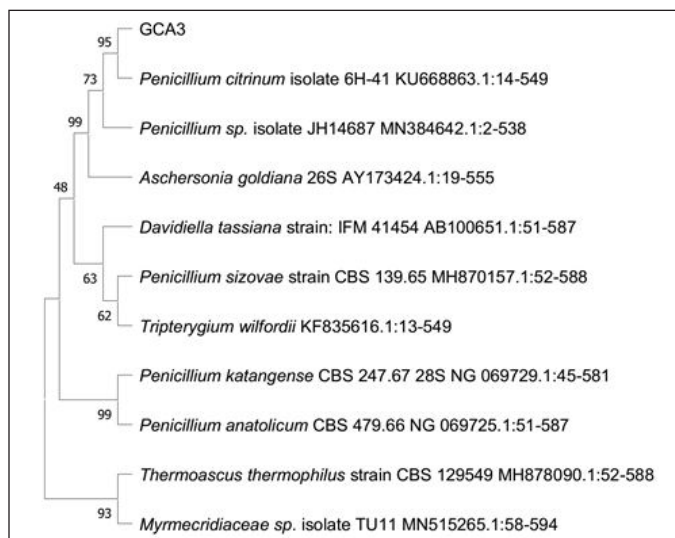 GCA3
95
Penicillium citrinum isolate 6H-41 KU668863.1:14-549
73
Penicillium sp. isolate JH14687 MN384642.1:2-538
99
Aschersonia goldiana 26S AY173424.1:19-555
48
Davidiella tassiana strain: IFM 41454 AB100651.1:51-587
63
Penicillium sizovae strain CBS 139.65 MH870157.1:52-588
62
Tripterygium wilfordii KF835616.1:13-549
Penicillium katangense CBS 247.67 28S NG 069729.1:45-581
99
Penicillium anatolicum CBS 479.66 NG 069725.1:51-587
Thermoascus thermophilus strain CBS 129549 MH878090.1:52-588
93
Myrmecridiaceae sp. isolate TU11 MN515265.1:58-594